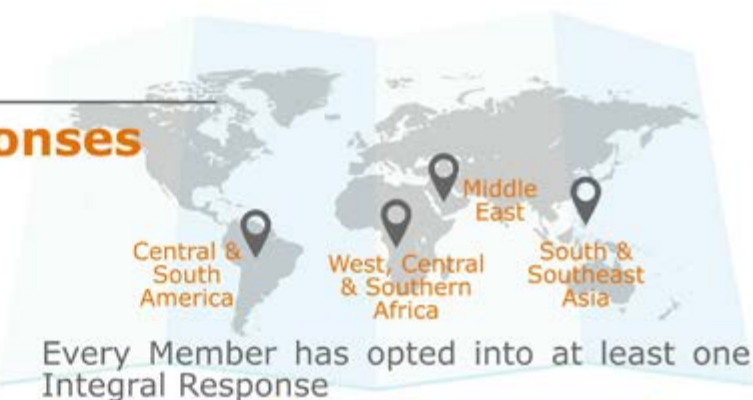 onses
Middle
East
Central &
South
America
West, Central
& Southern
Africa
South &
Southeast
Asia
Every Member has opted into at least one
Integral Response